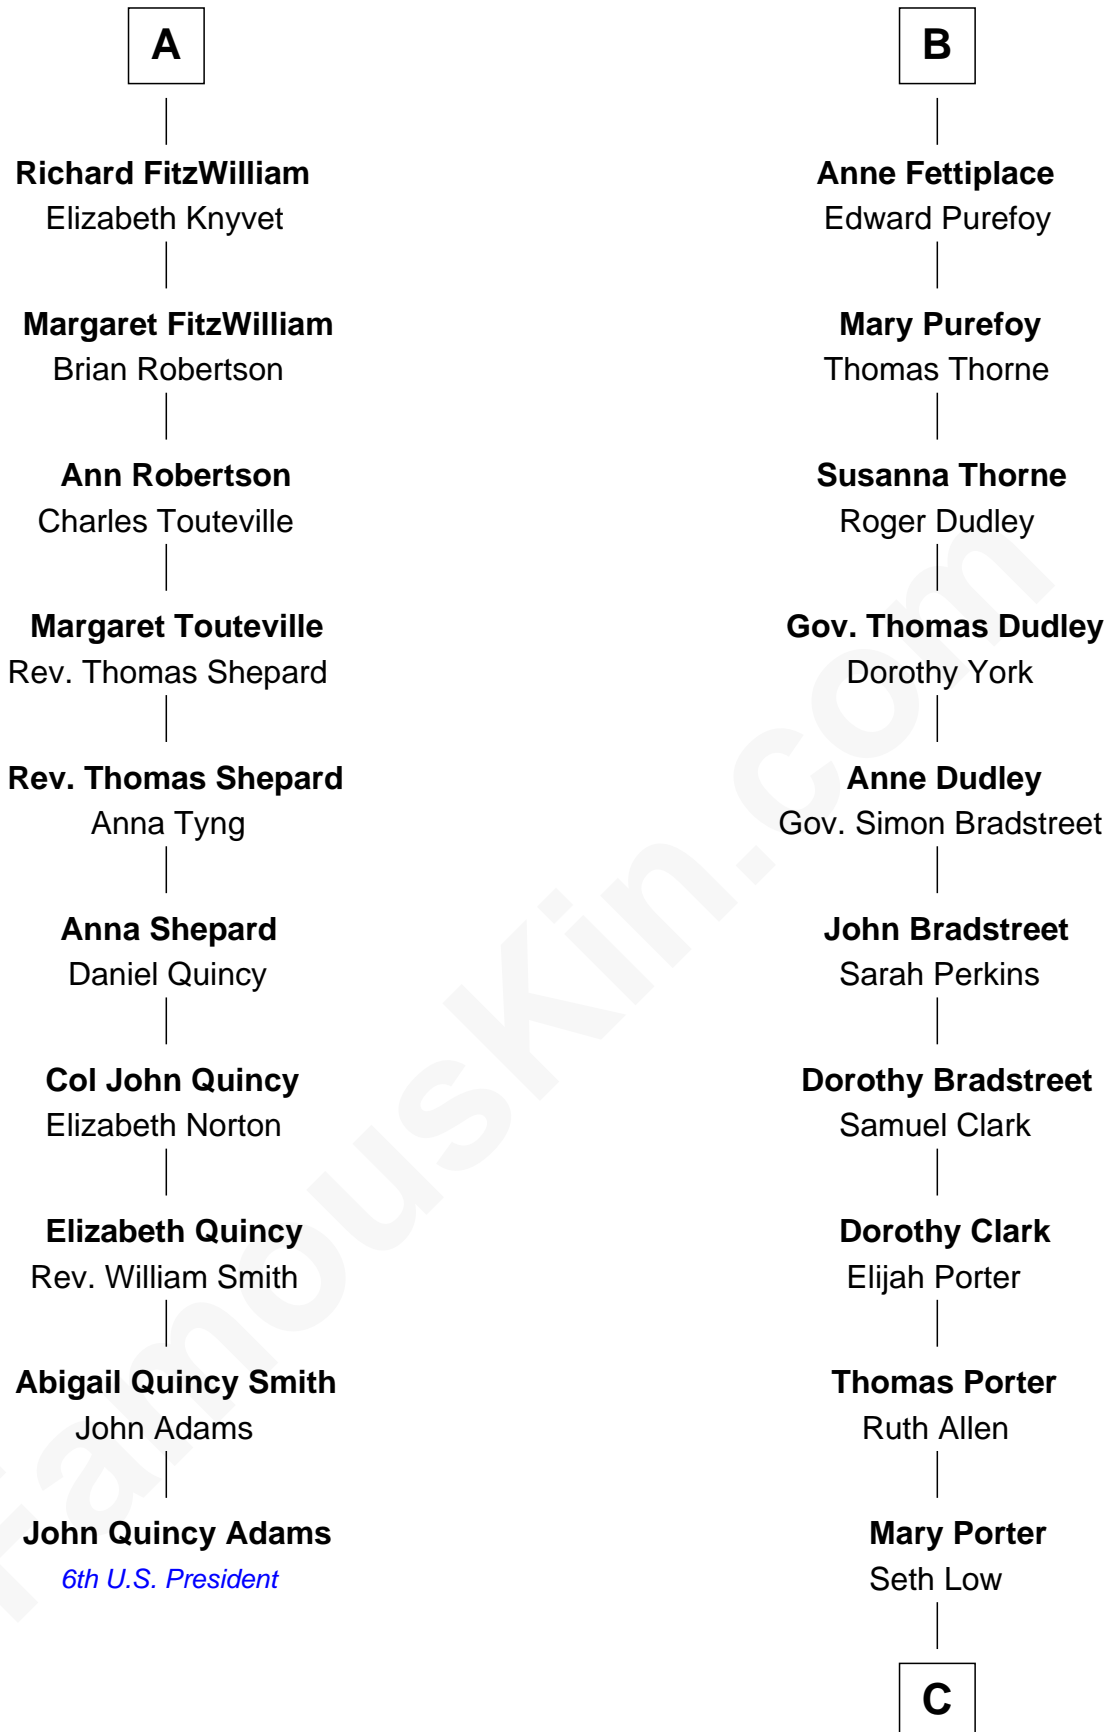 A
Richard FitzWilliam
Elizabeth Knyvet
Margaret FitzWilliam
Brian Robertson
Ann Robertson
Charles Touteville
Margaret Touteville
Rev. Thomas Shepard
Rev. Thomas Shepard
Anna Tyng
Anna Shepard
Daniel Quincy
Col John Quincy
Elizabeth Norton
Elizabeth Quincy
Rev. William Smith
Abigail Quincy Smith
John Adams
John Quincy Adams
6th U.S. President
B
Anne Fettiplace
Edward Purefoy
Mary Purefoy
Thomas Thorne
Susanna Thorne
Roger Dudley
Gov. Thomas Dudley
Dorothy York
Anne Dudley
Gov. Simon Bradstreet
John Bradstreet
Sarah Perkins
Dorothy Bradstreet
Samuel Clark
Dorothy Clark
Elijah Porter
Thomas Porter
Ruth Allen
Mary Porter
Seth Low
C
FamousKin.com